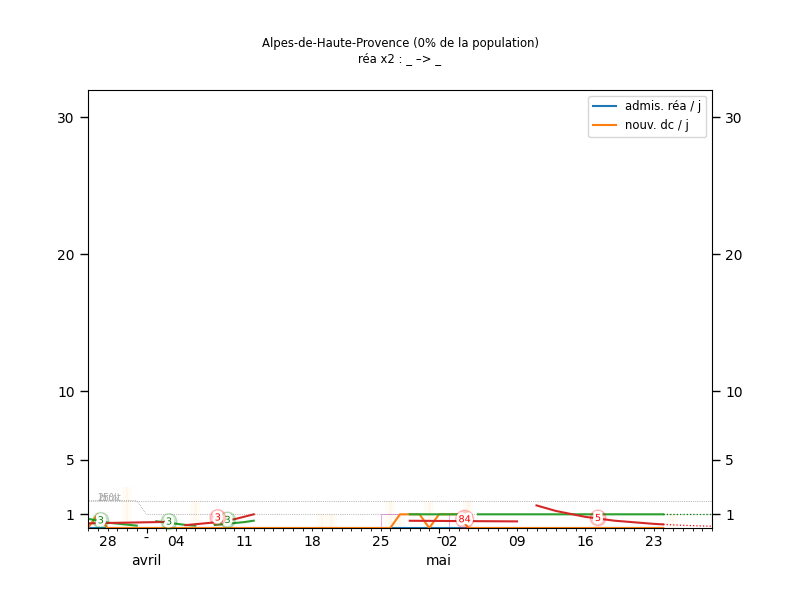 Alpes-de-Haute-Provence (0% de la population)
réa x2 : _ –> _
admis. réa / j
nouv. dc / j
30 30
20 20
10 10
5 5
1 1
3 3 3 3 84 5
28 - 04 11 18 25 - 02 09 16 23
avril mai